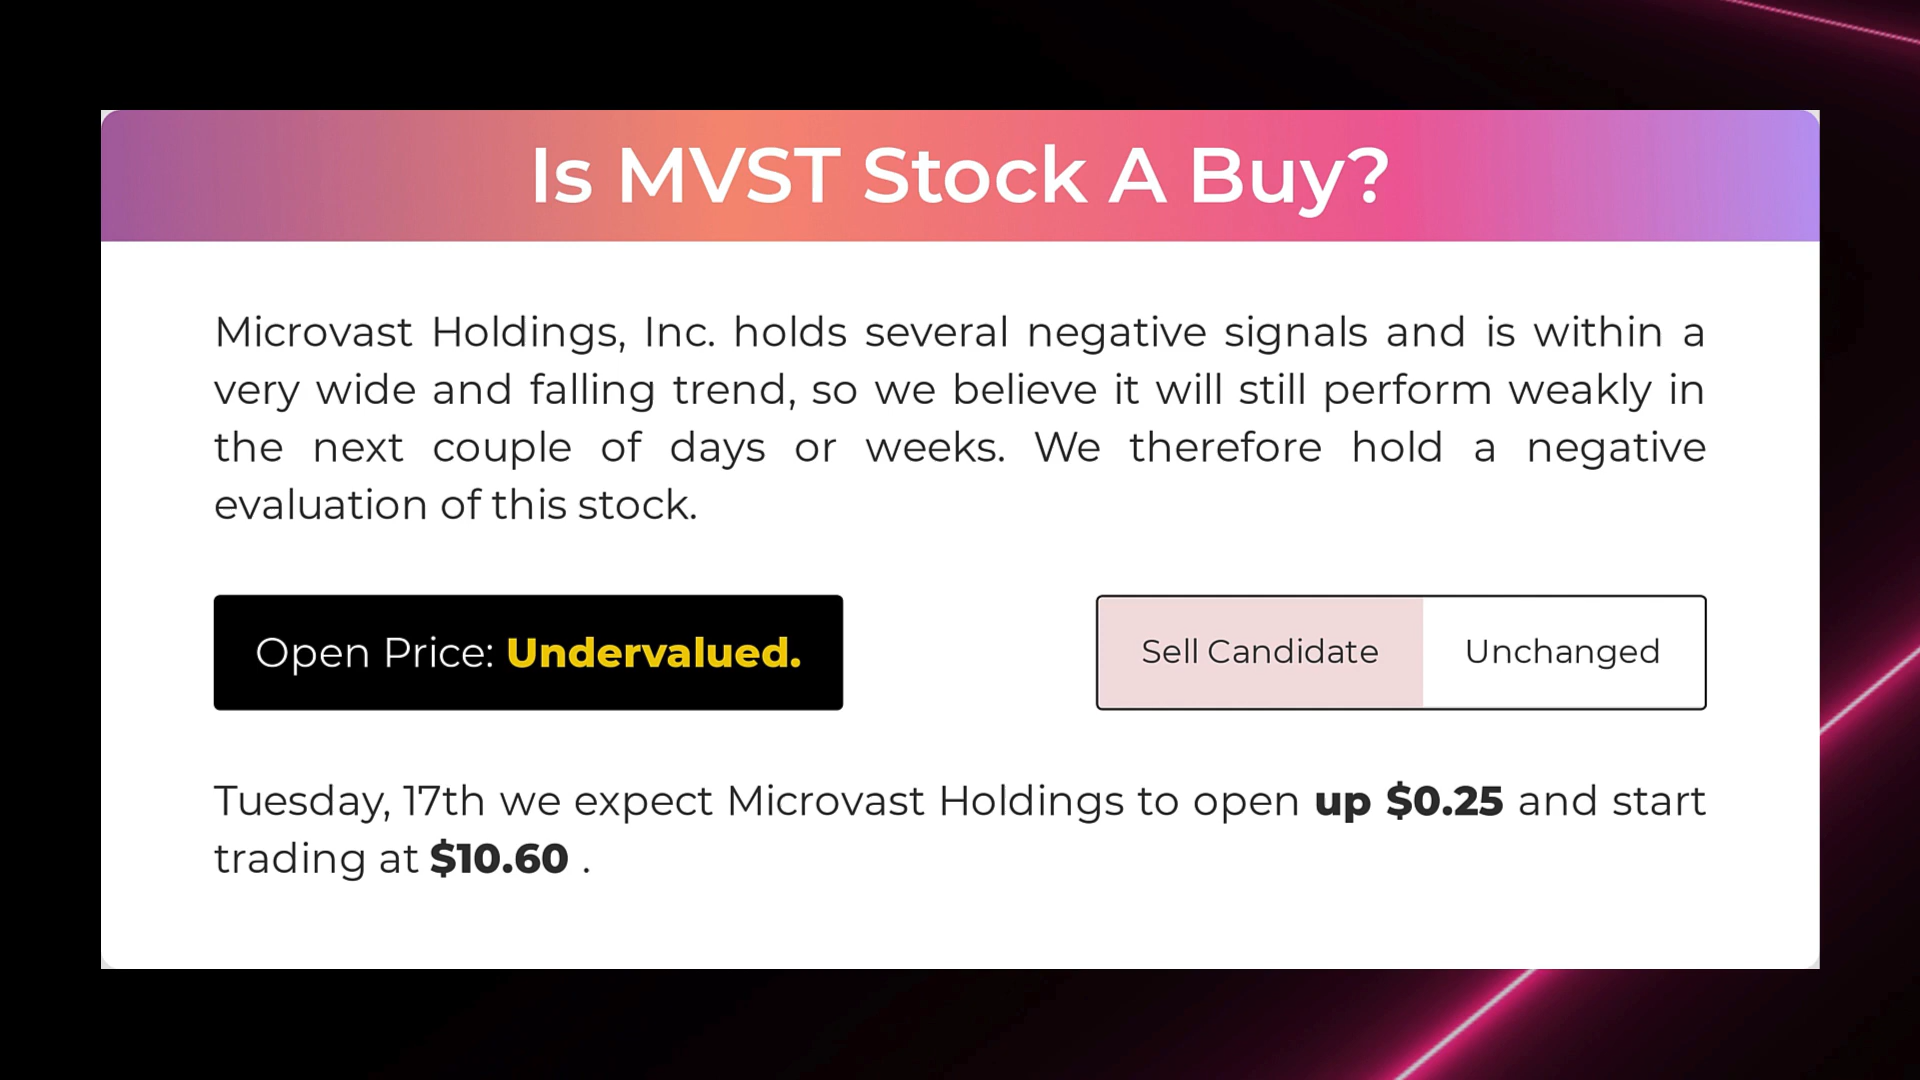 Is MVST Stock A Buy?
Microvast Holdings, Inc. holds several negative signals and is within a
very wide and falling trend, so we believe it will still perform weakly in
the next couple of days or weeks. We therefore hold a negative
evaluation of this stock.
Open Price: Undervalued.
Sell Candidate Unchanged
Tuesday, 17th we expect Microvast Holdings to open up $0.25 and start
trading at $10.60 .